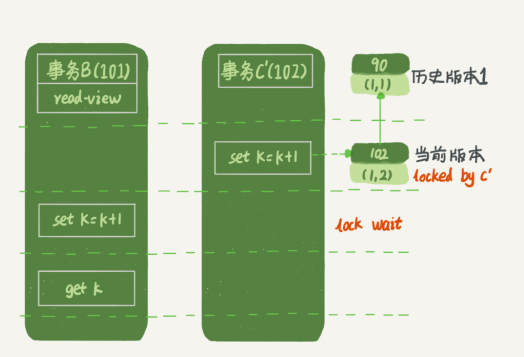 事务B(101)
read-view
set k=k+1
get k
事务C'(102)
set k=k+1
90
(1,1)
历史版本1
102
(1,2)
当前版本
locked by c'
lock wait